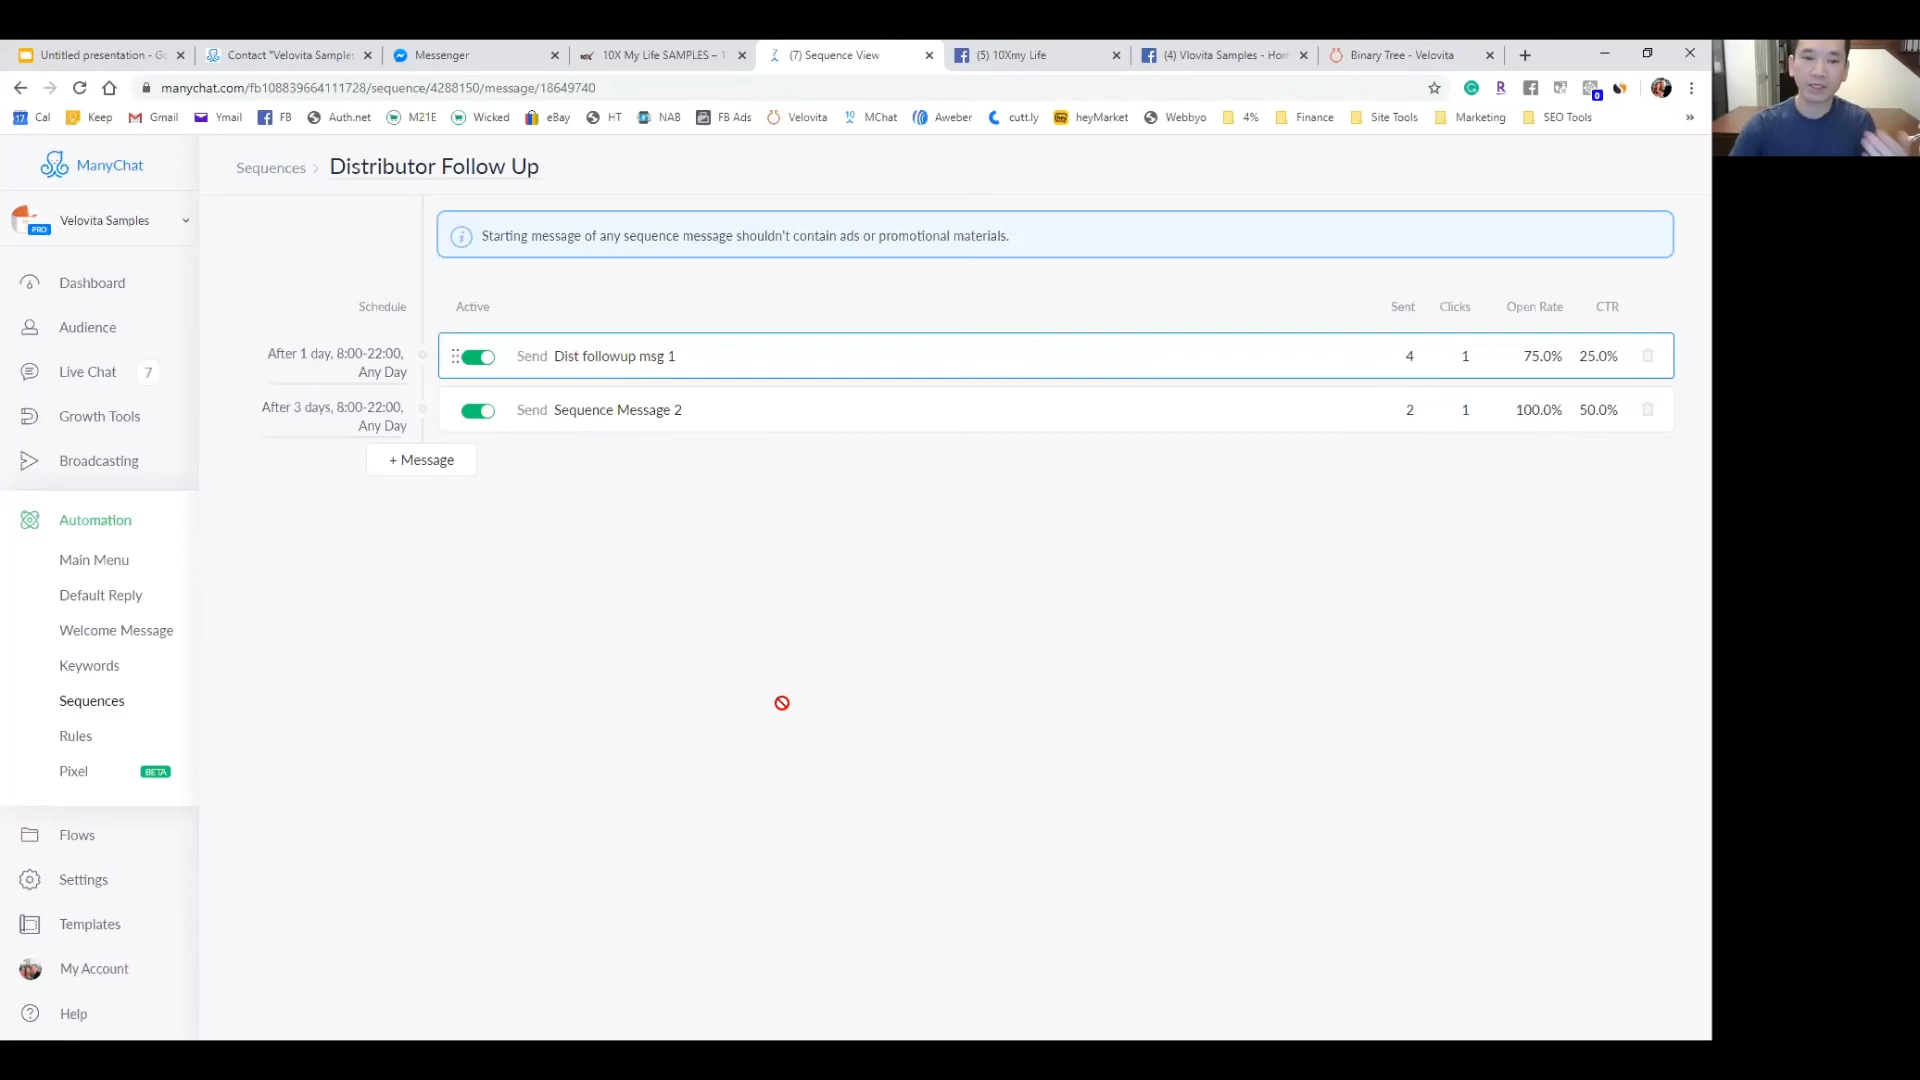 Untitled presentation - Go
Contact "Velovita Sample:
Messenger
10X My Life SAMPLES – 1
(7) Sequence View
(5) 10Xmy Life
(4) Vlovita Samples - Hom
Binary Tree - Velovita
manychat.com/fb108839664111728/sequence/4288150/message/18649740
Cal
Keep
Gmail
Ymail
FB
Auth.net
M21E
Wicked
eBay
HT
NAB
FB Ads
Velovita
MChat
Aweber
cutt.ly
heyMarket
Webbyo
4%
Finance
Site Tools
Marketing
SEO Tools
»
ManyChat
Sequences > Distributor Follow Up
Velovita Samples
PRO
Starting message of any sequence message shouldn't contain ads or promotional materials.
Dashboard
Audience
Live Chat 7
Growth Tools
Broadcasting
Automation
Main Menu
Default Reply
Welcome Message
Keywords
Sequences
Rules
Pixel BETA
Flows
Settings
Templates
My Account
Help
Schedule Active Sent Clicks Open Rate CTR
After 1 day, 8:00-22:00,
Any Day
Send Dist followup msg 1 4 1 75.0% 25.0%
After 3 days, 8:00-22:00,
Any Day
Send Sequence Message 2 2 1 100.0% 50.0%
+ Message